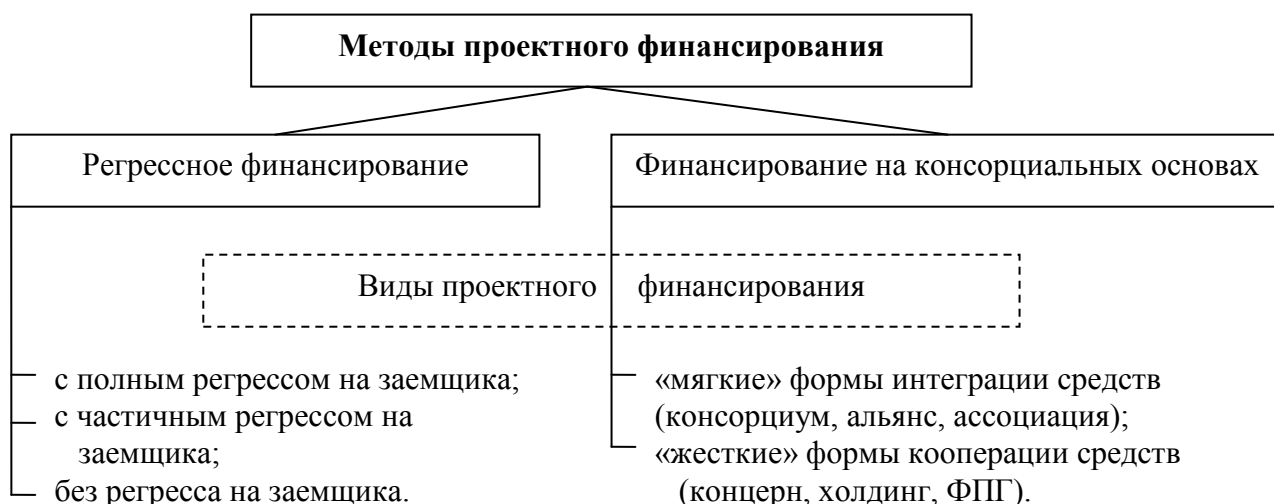 Методы проектного финансирования
Регрессное финансирование
Финансирование на консорциальных основах
Виды проектного финансирования
с полным регрессом на заемщика;
с частичным регрессом на
заемщика;
без регресса на заемщика.
«мягкие» формы интеграции средств
(консорциум, альянс, ассоциация);
«жесткие» формы кооперации средств
(концерн, холдинг, ФПГ).